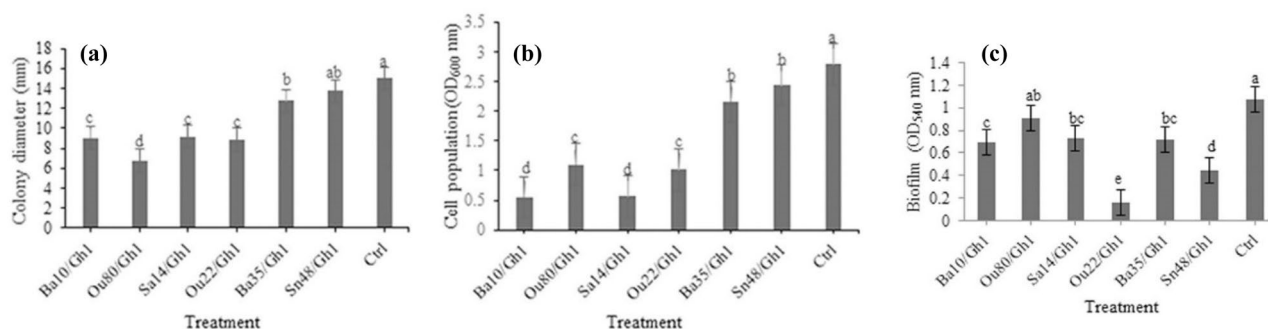 (a)
Colony diameter (mm)
18
16
14
12
10
8
6
4
2
0
c
d
c
c
b
ab
a
Ba10/Gh1
Ou80/Gh1
Sa14/Gh1
Ou22/Gh1
Ba35/Gh1
Sn48/Gh1
Ctrl
Treatment
(b)
Cell population (OD600 nm)
3.5
3
2.5
2
1.5
1
0.5
0
d
c
d
c
b
b
a
Ba10/Gh1
Ou80/Gh1
Sa14/Gh1
Ou22/Gh1
Ba35/Gh1
Sn48/Gh1
Ctrl
Treatment
(c)
Biofilm (OD540 nm)
1.4
1.2
1
0.8
0.6
0.4
0.2
0
c
ab
bc
e
bc
d
a
Ba10/Gh1
Ou80/Gh1
Sa14/Gh1
Ou22/Gh1
Ba35/Gh1
Sn48/Gh1
Ctrl
Treatment